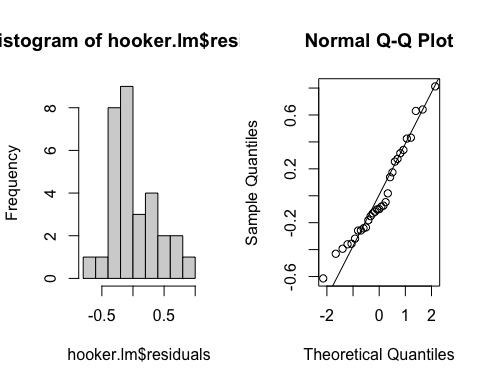 istogram of hooker.lm$resi
Frequency
0
2
4
6
8
-0.5
0.5
hooker.lm$residuals
Normal Q-Q Plot
Sample Quantiles
-0.6
-0.2
0.2
0.6
-2
0
1
2
Theoretical Quantiles